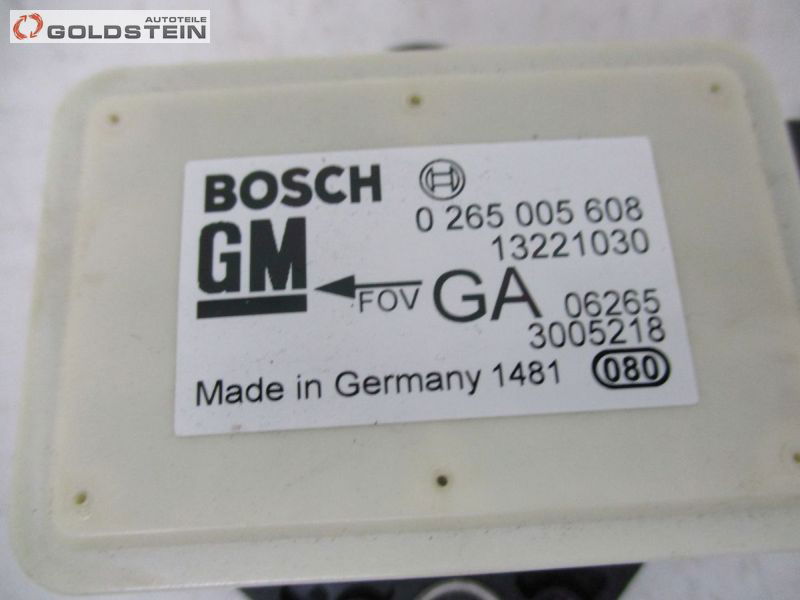 AUTOTEILE
GOLDSTEIN
BOSCH
0 265 005 608
GM
13221030
FOV GA 06265
3005218
Made in Germany 1481 080